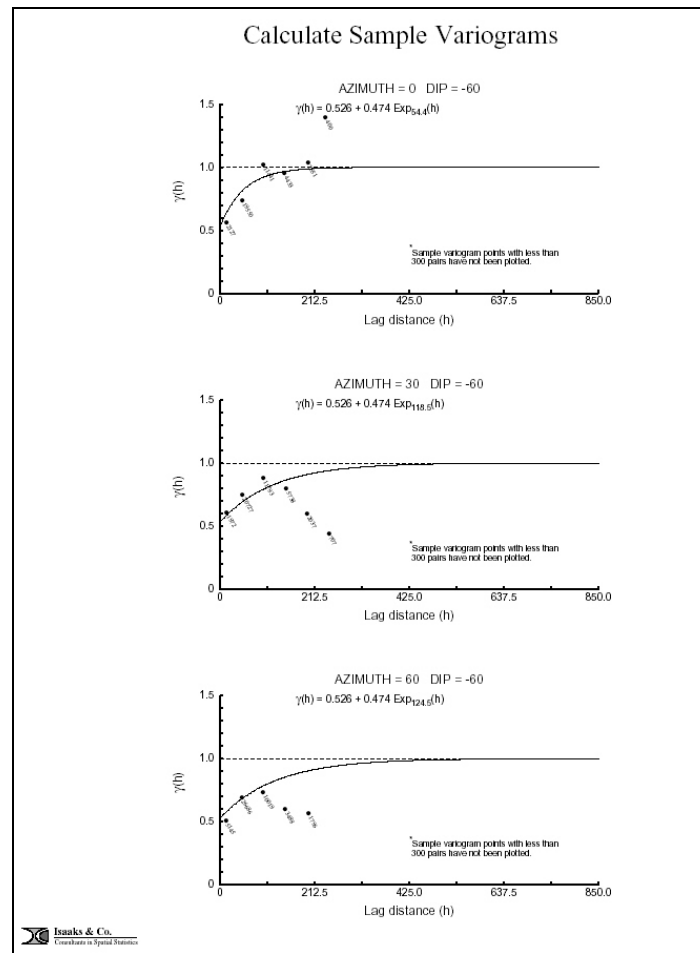 Calculate Sample Variograms
AZIMUTH = 0 DIP = -60
γ(h) = 0.526 + 0.474 Exp54.4(h)
1.5
1.0
0.5
0
γ(h)
0 212.5 425.0 637.5 850.0
Lag distance (h)
* Sample variogram points with less than
300 pairs have not been plotted.
AZIMUTH = 30 DIP = -60
γ(h) = 0.526 + 0.474 Exp118.5(h)
1.5
1.0
0.5
0
γ(h)
0 212.5 425.0 637.5 850.0
Lag distance (h)
* Sample variogram points with less than
300 pairs have not been plotted.
AZIMUTH = 60 DIP = -60
γ(h) = 0.526 + 0.474 Exp124.5(h)
1.5
1.0
0.5
0
γ(h)
0 212.5 425.0 637.5 850.0
Lag distance (h)
* Sample variogram points with less than
300 pairs have not been plotted.
Isaaks & Co.
Consultants in Spatial Statistics